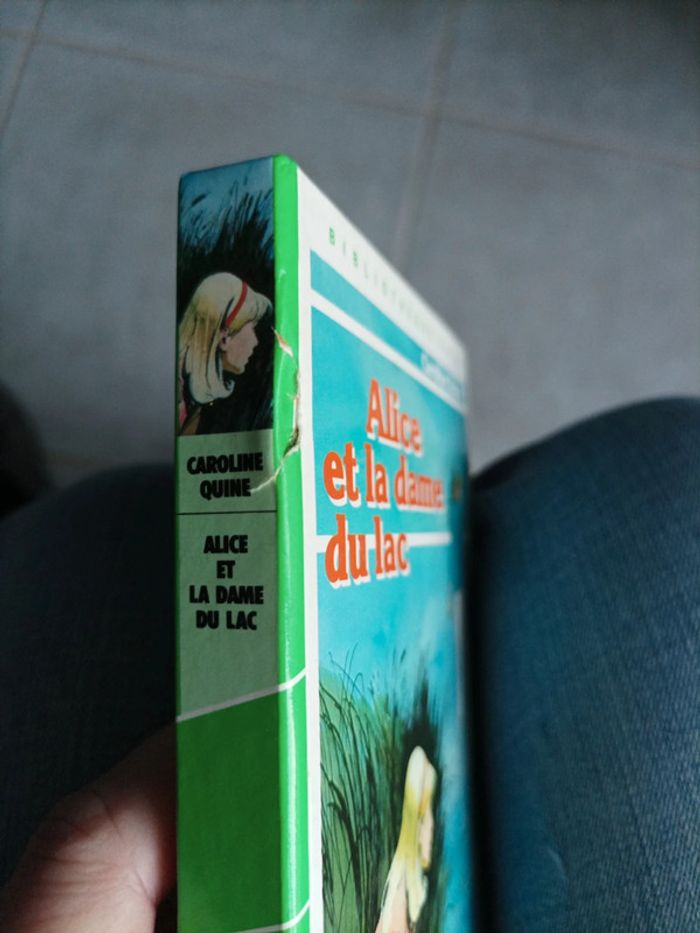 CAROLINE
QUINE
ALICE
ET
LA DAME
DU LAC
Alice
et la dame
du lac